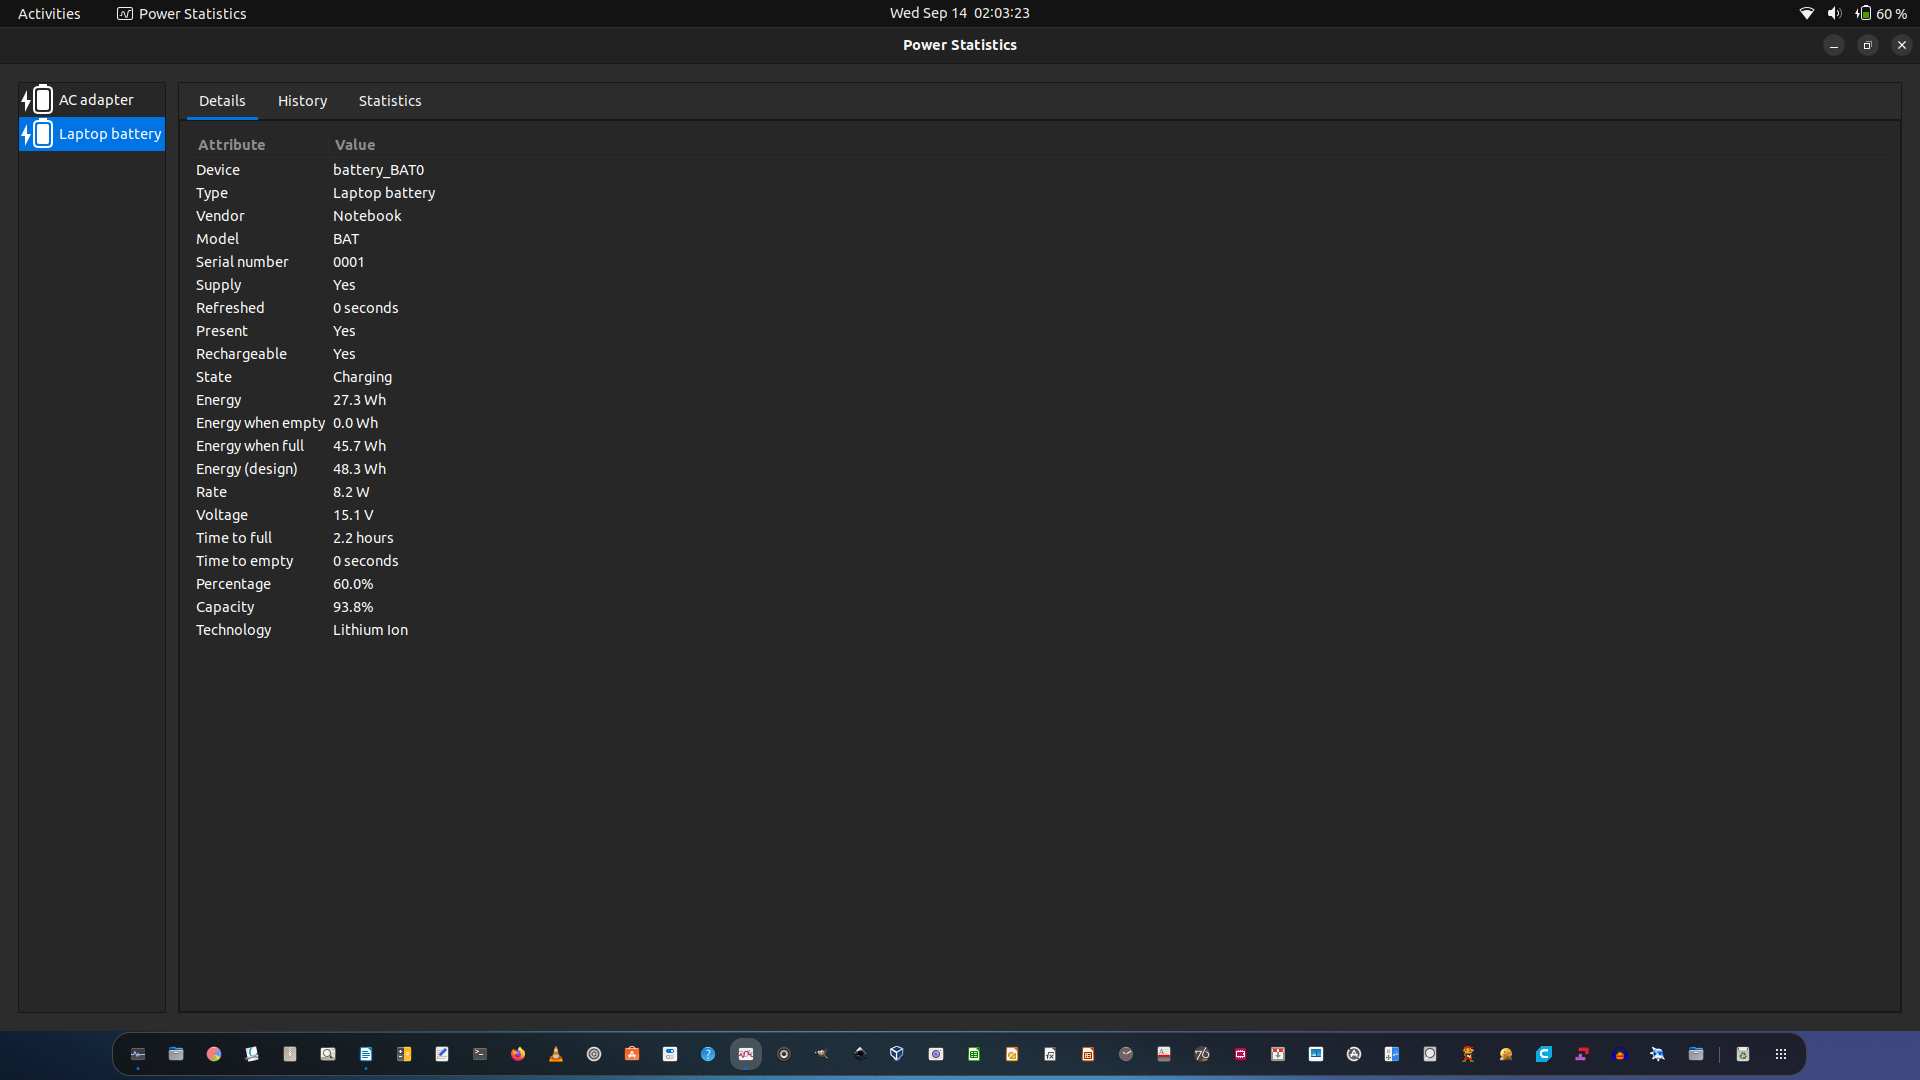 Activities Power Statistics Wed Sep 14 02:03:23 60 %
Power Statistics
AC adapter
Laptop battery
Details History Statistics
Attribute Value
Device battery_BAT0
Type Laptop battery
Vendor Notebook
Model BAT
Serial number 0001
Supply Yes
Refreshed 0 seconds
Present Yes
Rechargeable Yes
State Charging
Energy 27.3 Wh
Energy when empty 0.0 Wh
Energy when full 45.7 Wh
Energy (design) 48.3 Wh
Rate 8.2 W
Voltage 15.1 V
Time to full 2.2 hours
Time to empty 0 seconds
Percentage 60.0%
Capacity 93.8%
Technology Lithium Ion